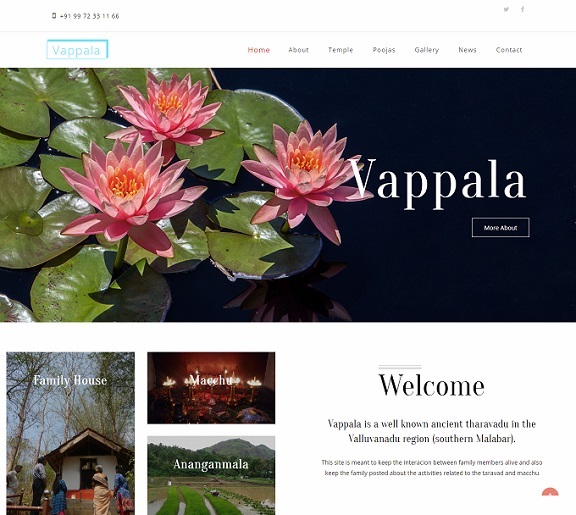 +91 99 72 33 11 66
Vappala
Home About Temple Poojas Gallery News Contact
Vappala
More About
Family House
Macchu
Ananganmala
Welcome
Vappala is a well known ancient tharavadu in the
Valluvanadu region (southern Malabar).
This site is meant to keep the interacion between family members alive and also
keep the family posted about the activities related to the taravad and macchu